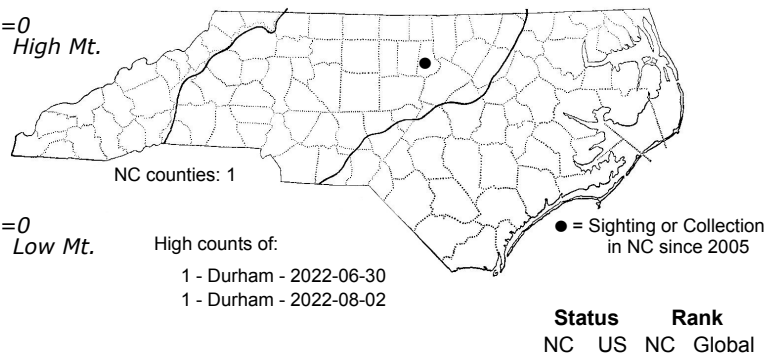 =0
High Mt.
NC counties: 1
=0
Low Mt.
High counts of:
1 - Durham - 2022-06-30
1 - Durham - 2022-08-02
● = Sighting or Collection
in NC since 2005
Status Rank
NC US NC Global